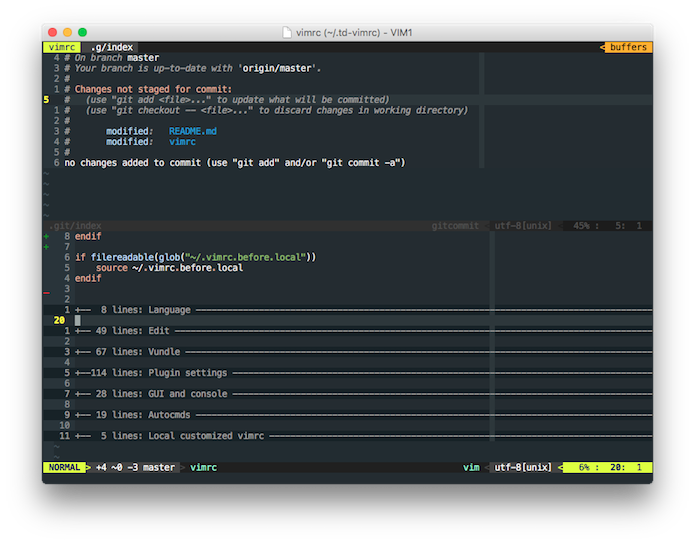 vimrc (~/.td-vimrc) - VIM1
vimrc .g/index < buffers
4 # On branch master
3 # Your branch is up-to-date with 'origin/master'.
2 #
1 # Changes not staged for commit:
5 #   (use "git add <file>..." to update what will be committed)
1 #   (use "git checkout -- <file>..." to discard changes in working directory)
2 #
3 #       modified:   README.md
4 #       modified:   vimrc
5 #
6 no changes added to commit (use "git add" and/or "git commit -a")
~
~
~
~
~
.git/index gitcommit utf-8[unix] 45% : 5: 1
+ 8 endif
+ 7
6 if filereadable(glob("~/.vimrc.before.local"))
5     source ~/.vimrc.before.local
4 endif
_ 3
2
1 +--  8 lines: Language
20
1 +-- 49 lines: Edit
2
3 +-- 67 lines: Vundle
4
5 +--114 lines: Plugin settings
6
7 +-- 28 lines: GUI and console
8
9 +-- 19 lines: Autocmds
10
11 +--  5 lines: Local customized vimrc
~
~
NORMAL > +4 ~0 -3 master > vimrc vim < utf-8[unix] < 6% : 20: 1